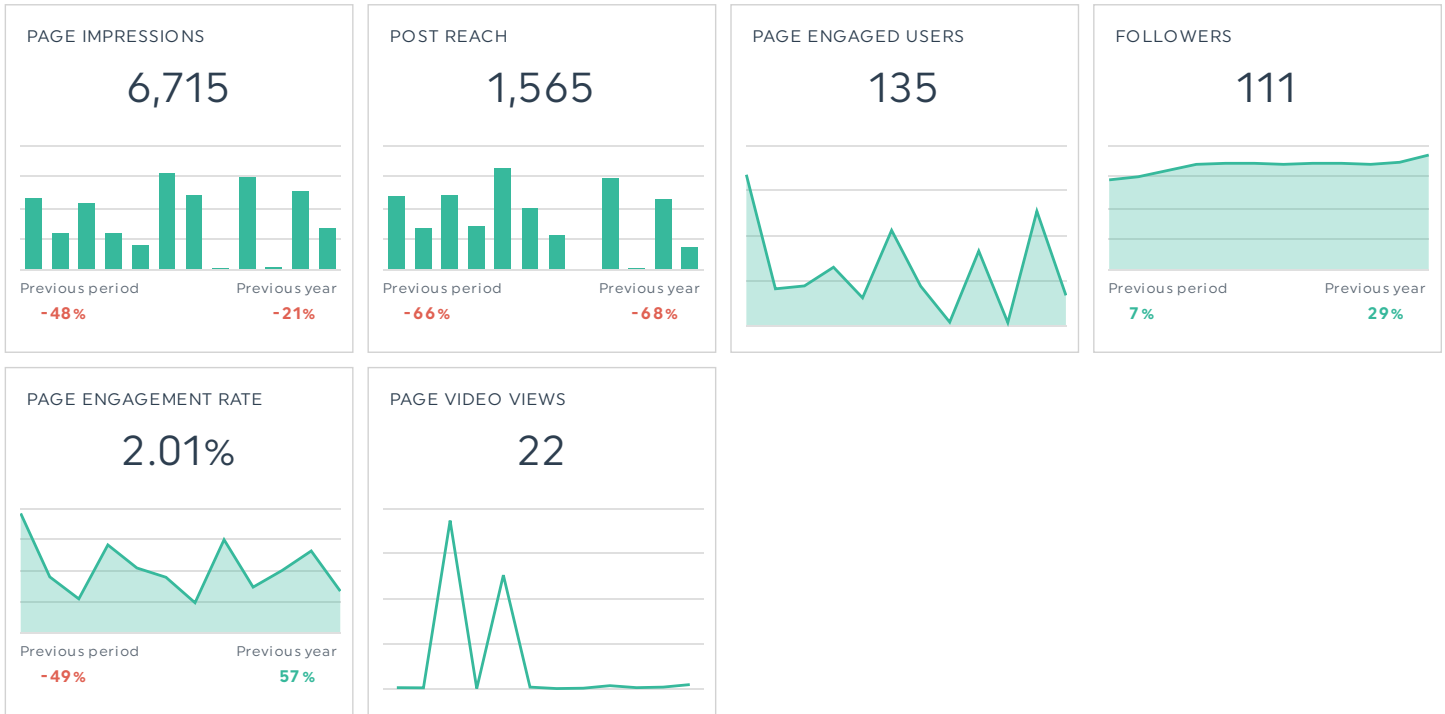 PAGE IMPRESSIONS
6,715
Previous period
Previous year
-48%
-21%
POST REACH
1,565
Previous period
Previous year
-66%
-68%
PAGE ENGAGED USERS
135
FOLLOWERS
111
Previous period
Previous year
7%
29%
PAGE ENGAGEMENT RATE
2.01%
Previous period
Previous year
-49%
57%
PAGE VIDEO VIEWS
22